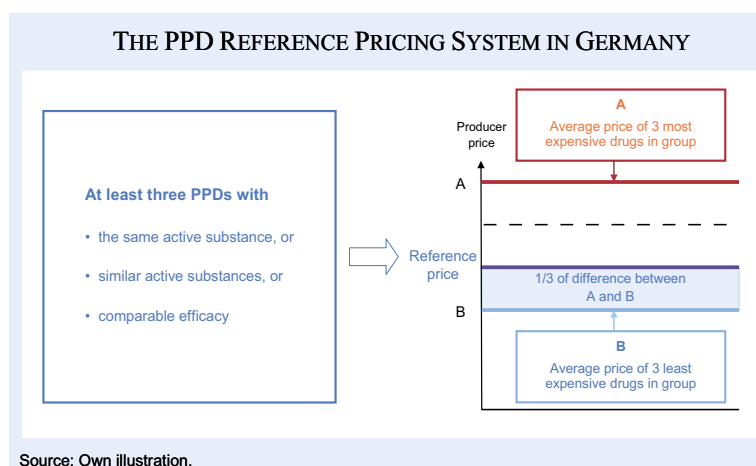 THE PPD REFERENCE PRICING SYSTEM IN GERMANY
At least three PPDs with
• the same active substance, or
• similar active substances, or
• comparable efficacy
Producer
price
A
Average price of 3 most
expensive drugs in group
A
Reference
price
1/3 of difference between
A and B
B
B
Average price of 3 least
expensive drugs in group
Source: Own illustration.